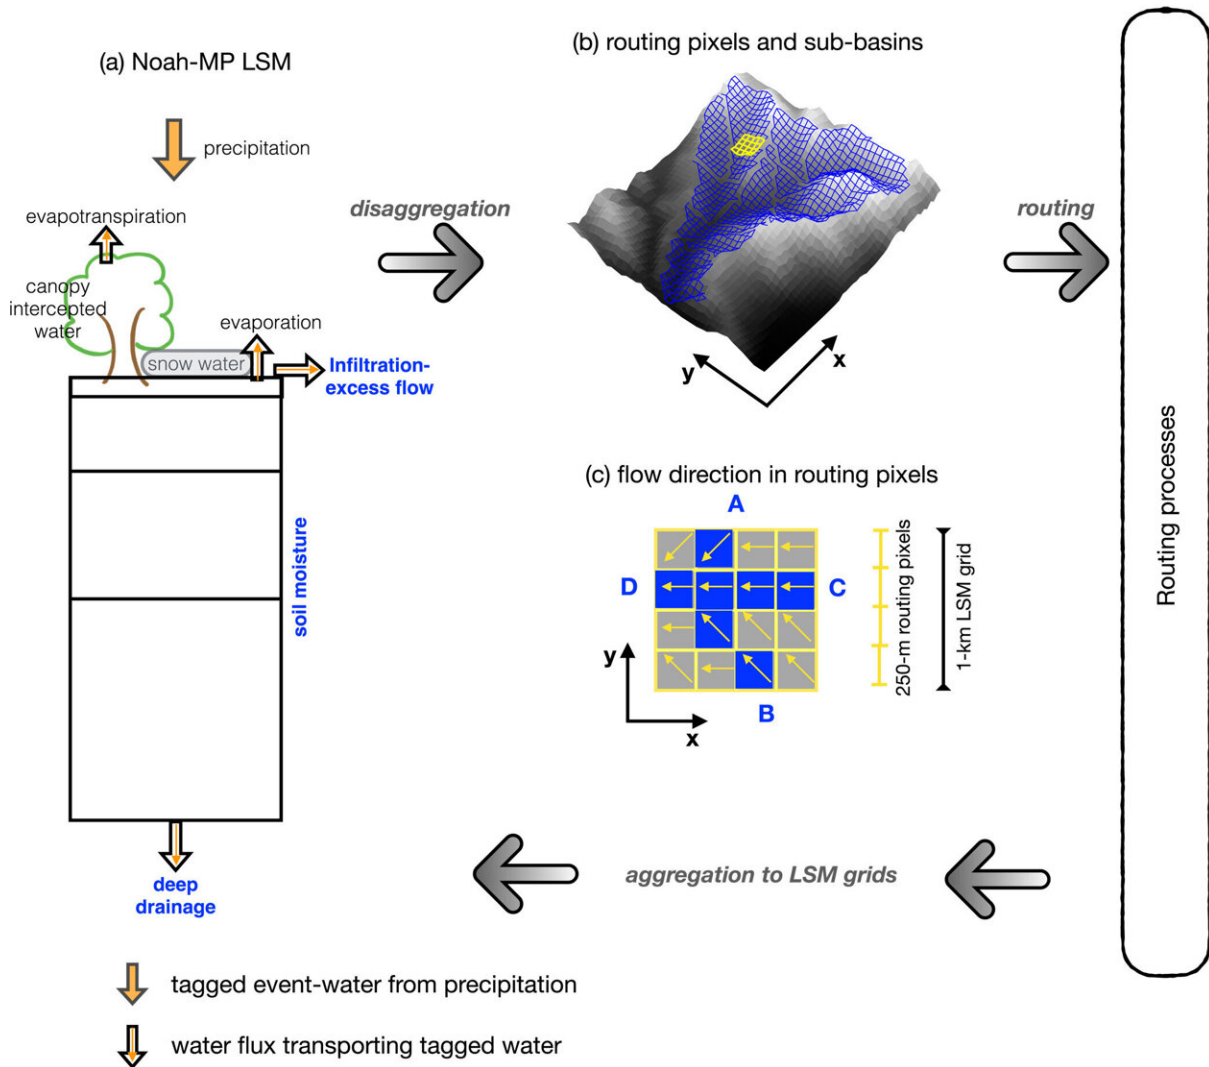 (a) Noah-MP LSM
precipitation
evapotranspiration
canopy
intercepted
water
snow water
evaporation
Infiltration-
excess flow
soil moisture
deep
drainage
disaggregation
(b) routing pixels and sub-basins
y
x
routing
(c) flow direction in routing pixels
A
D
C
B
y
x
250-m routing pixels
1-km LSM grid
Routing processes
aggregation to LSM grids
tagged event-water from precipitation
water flux transporting tagged water